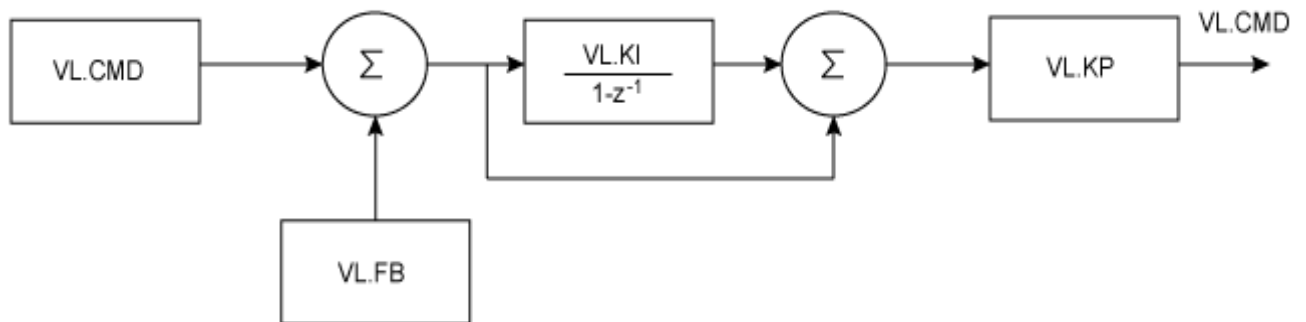 VL.CMD
Σ
VL.KI
1-z⁻¹
Σ
VL.KP
VL.CMD
VL.FB